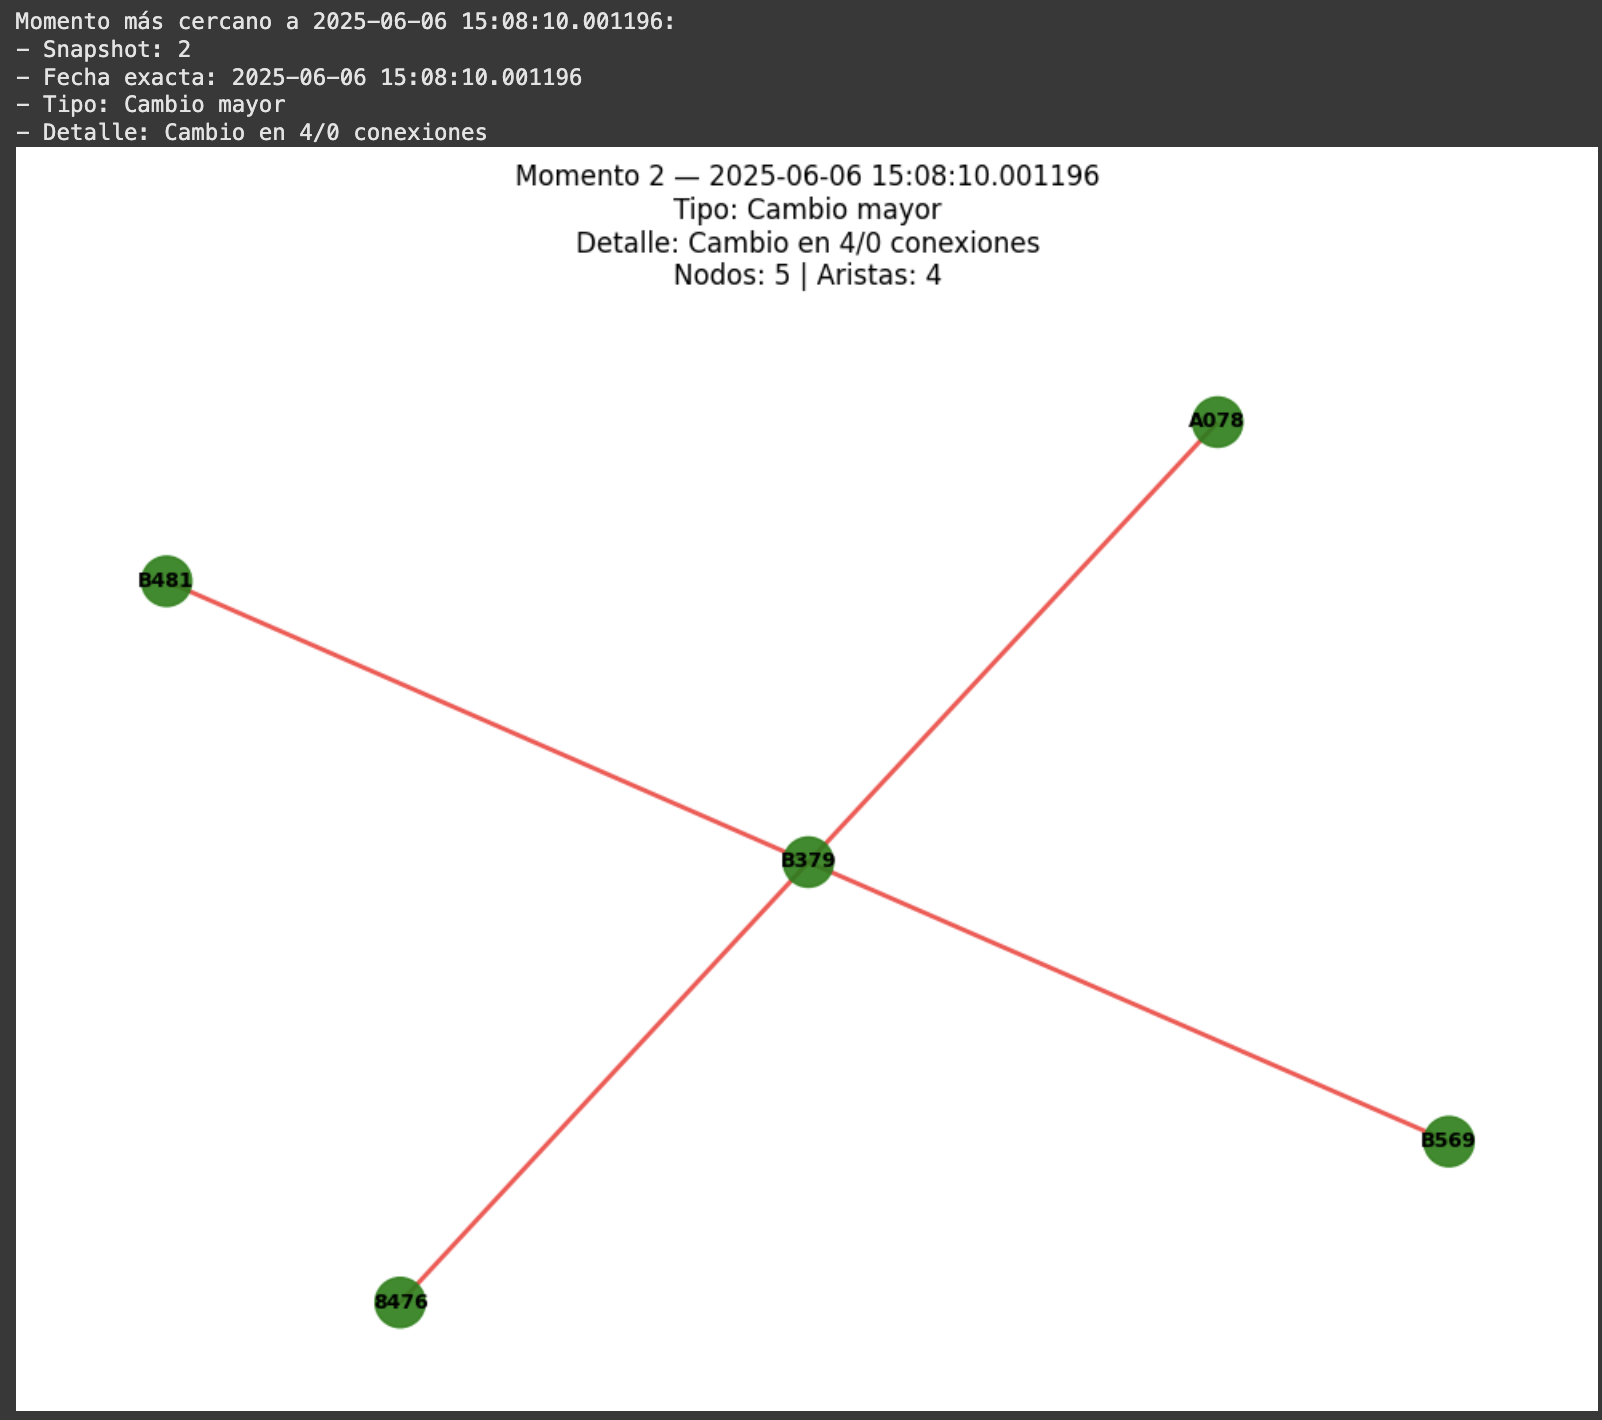 Momento más cercano a 2025-06-06 15:08:10.001196:
- Snapshot: 2
- Fecha exacta: 2025-06-06 15:08:10.001196
- Tipo: Cambio mayor
- Detalle: Cambio en 4/0 conexiones
Momento 2 — 2025-06-06 15:08:10.001196
Tipo: Cambio mayor
Detalle: Cambio en 4/0 conexiones
Nodos: 5 | Aristas: 4
A078
B481
B379
B569
8476